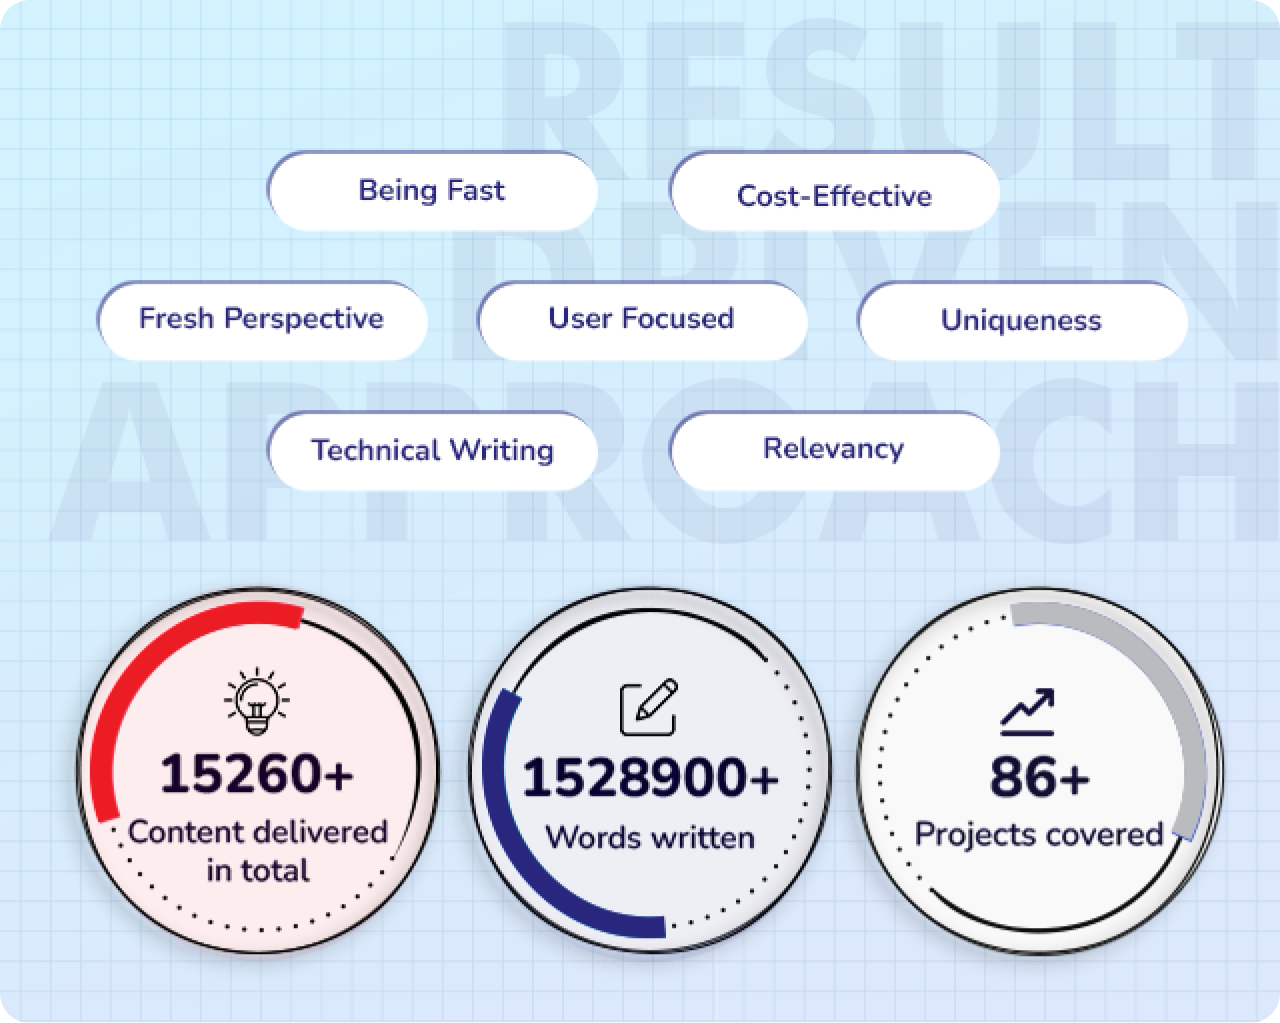 RESULT
DRIVEN
APPROACH
Being Fast
Cost-Effective
Fresh Perspective
User Focused
Uniqueness
Technical Writing
Relevancy
15260+
Content delivered
in total
1528900+
Words written
86+
Projects covered